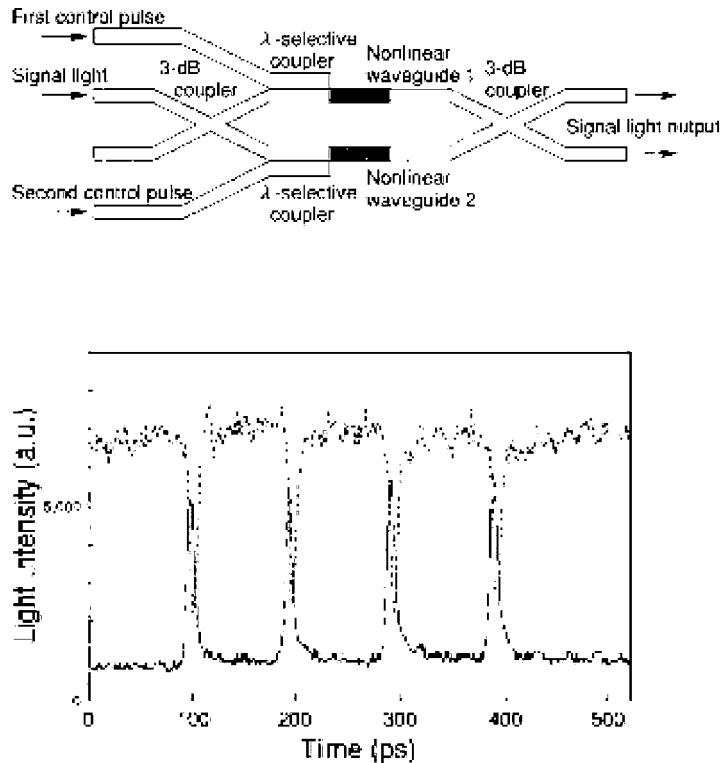 First control pulse
λ-selective
coupler
Nonlinear
waveguide 1
3-dB
coupler
Signal light
3-dB
coupler
Signal light output
Second control pulse
λ-selective
coupler
Nonlinear
waveguide 2
Light intensity (a.u.)
5,000
0
0
100
200
300
400
500
Time (ps)